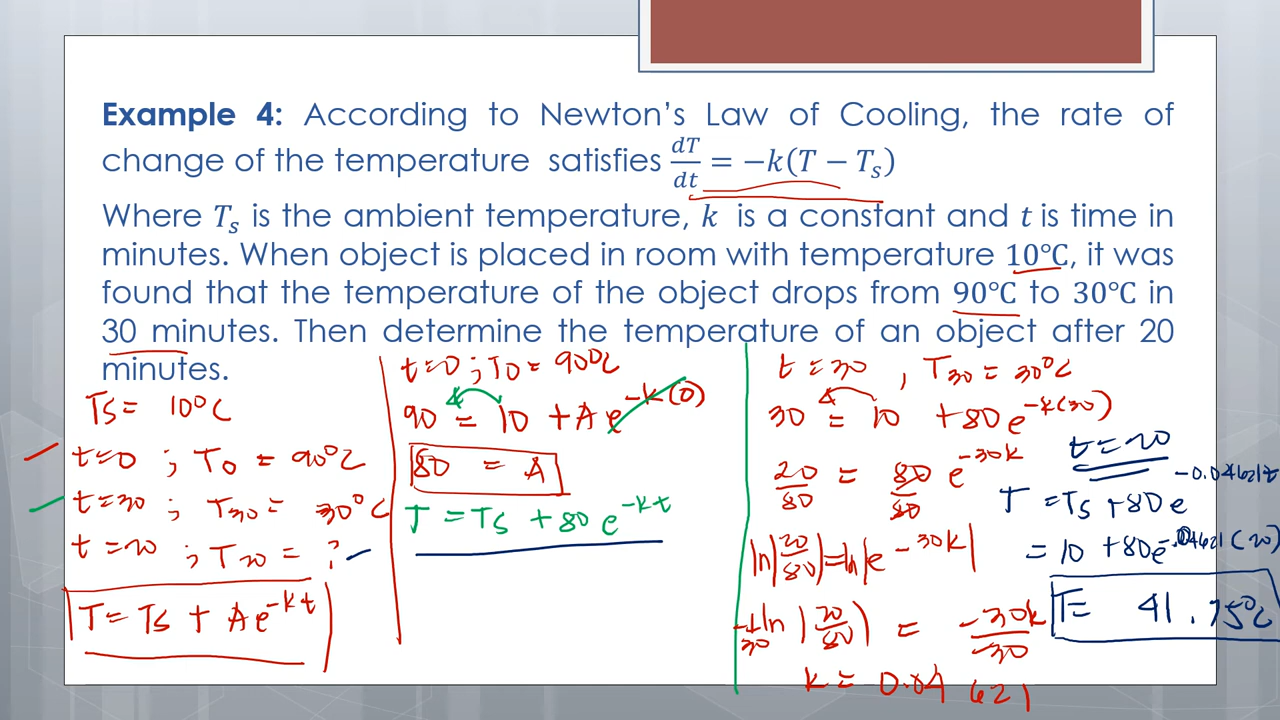 Example 4: According to Newton's Law of Cooling, the rate of
change of the temperature satisfies dT/dt = −k(T − Tₛ)
Where Tₛ is the ambient temperature, k is a constant and t is time in
minutes. When object is placed in room with temperature 10°C, it was
found that the temperature of the object drops from 90°C to 30°C in
30 minutes. Then determine the temperature of an object after 20
minutes.
Ts = 10°C
t=0 ; T0 = 90°C
t=30 ; T30 = 30°C
t=20 ; T20 = ?
T = Ts + Ae^-kt
t=0 ; T0 = 90°C
90 = 10 + Ae^-k(0)
80 = A
T = Ts + 80e^-kt
t=30 , T30 = 30°C
30 = 10 + 80e^-k(30)
20/80 = 80/80 e^-30k
ln|20/80| = ln|e^-30k|
-1/30 ln|20/80| = -30k/-30
k = 0.04621
t=20
T = Ts + 80e^-0.04621t
= 10 + 80e^-.04621(20)
T= 41.75°C